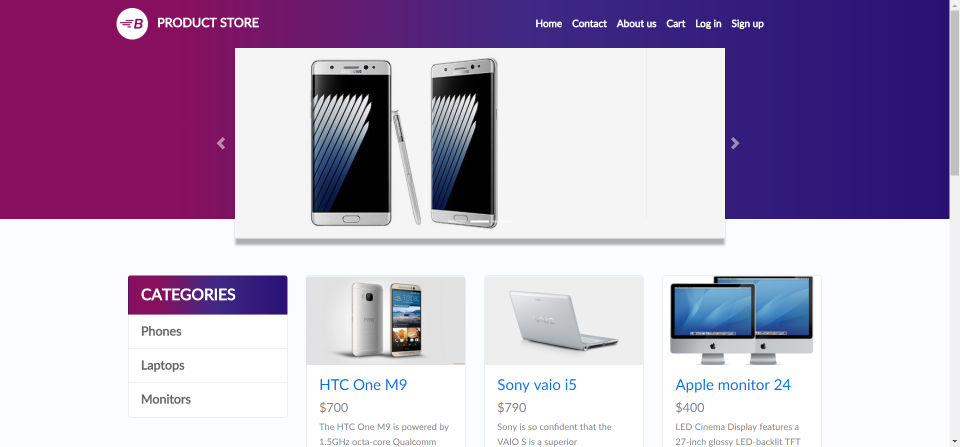 B PRODUCT STORE
Home Contact About us Cart Log in Sign up
CATEGORIES
Phones
Laptops
Monitors
HTC One M9
$700
The HTC One M9 is powered by
1.5GHz octa-core Qualcomm
VAIO
Sony vaio i5
$790
Sony is so confident that the
VAIO S is a superior
Apple monitor 24
$400
LED Cinema Display features a
27-inch glossy LED-backlit TFT